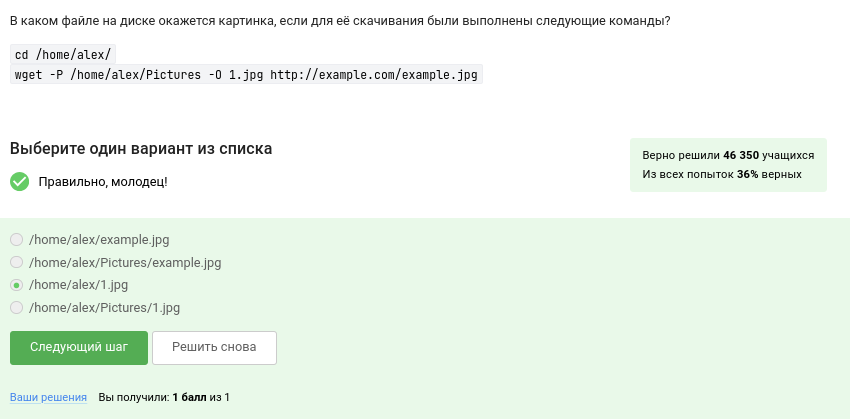 В каком файле на диске окажется картинка, если для её скачивания были выполнены следующие команды?
cd /home/alex/
wget -P /home/alex/Pictures -O 1.jpg http://example.com/example.jpg
Выберите один вариант из списка
Правильно, молодец!
Верно решили 46 350 учащихся
Из всех попыток 36% верных
/home/alex/example.jpg
/home/alex/Pictures/example.jpg
/home/alex/1.jpg
/home/alex/Pictures/1.jpg
Следующий шаг Решить снова
Ваши решения Вы получили: 1 балл из 1